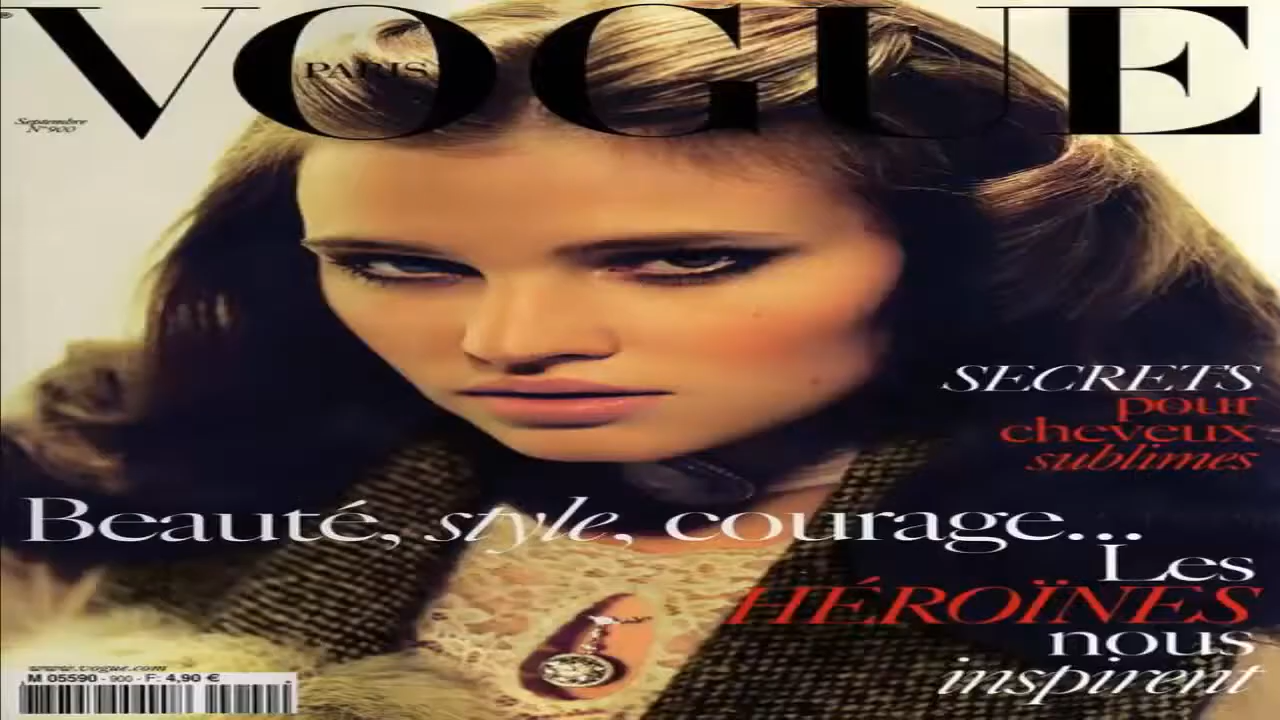 VOGUE
PARIS
Septembre
N°900
SECRETS
pour
cheveux
sublimes
Beauté, style, courage...
Les
HÉROÏNES
nous
inspirent
www.vogue.com
M 05590 - 900 - F: 4,90 €